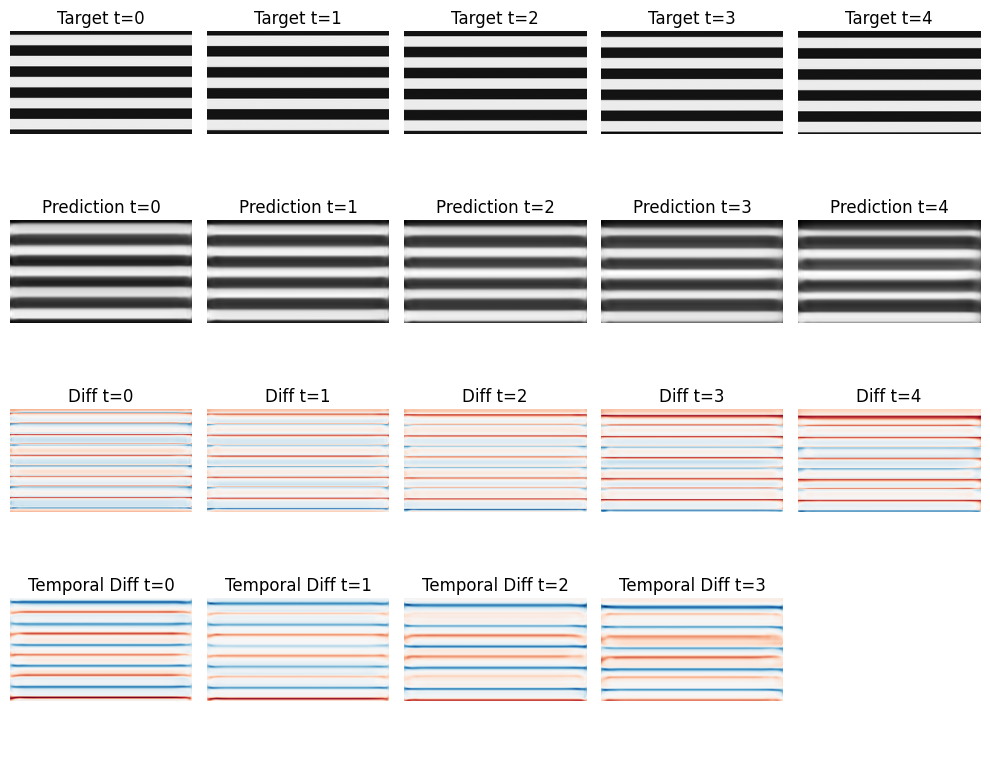 Target t=0 Target t=1 Target t=2 Target t=3 Target t=4
Prediction t=0 Prediction t=1 Prediction t=2 Prediction t=3 Prediction t=4
Diff t=0 Diff t=1 Diff t=2 Diff t=3 Diff t=4
Temporal Diff t=0 Temporal Diff t=1 Temporal Diff t=2 Temporal Diff t=3